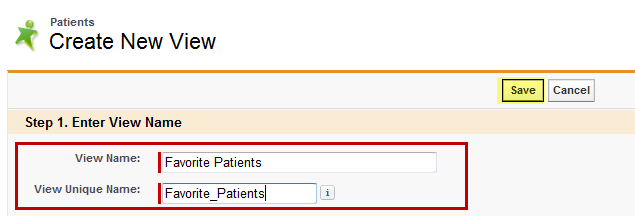 Patients
Create New View
Save Cancel
Step 1. Enter View Name
View Name: Favorite Patients
View Unique Name: Favorite_Patients i